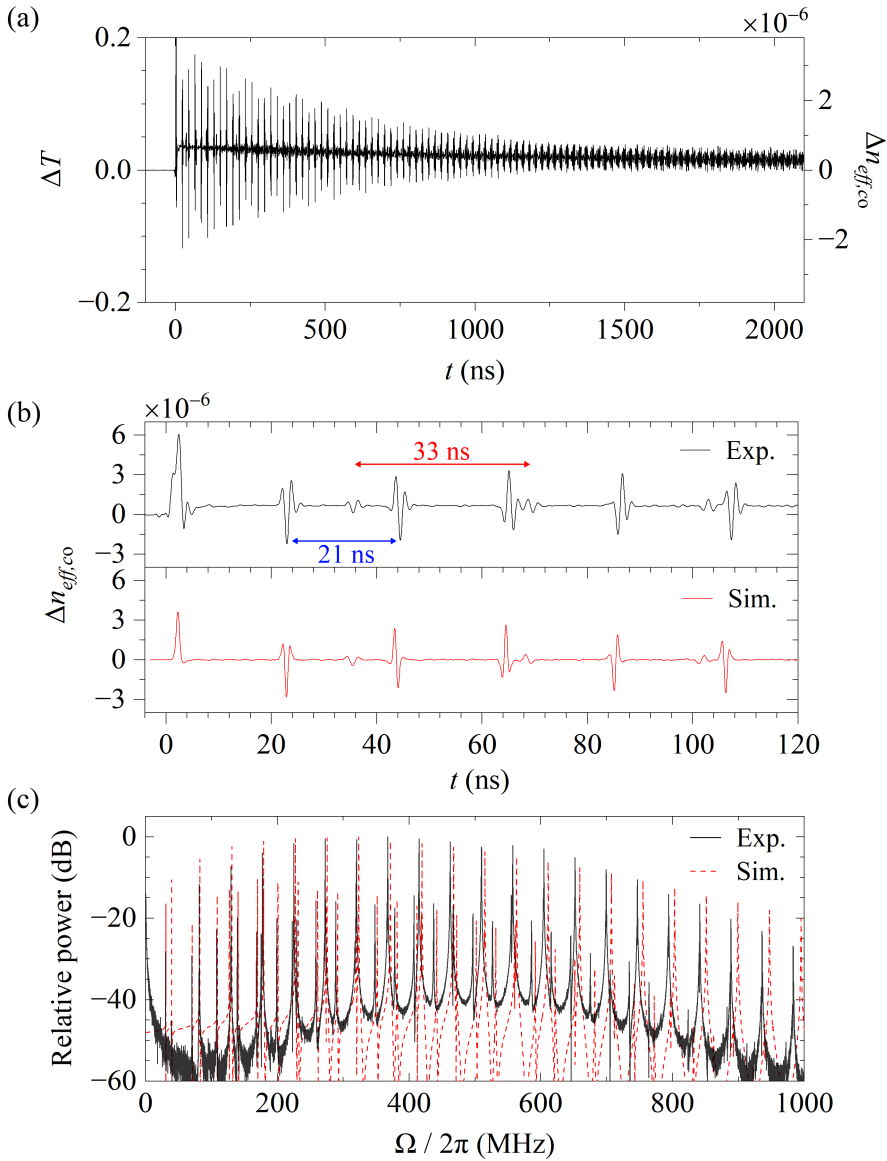 (a)
×10⁻⁶
0.2
0.0
−0.2
ΔT
2
0
−2
Δn_eff,co
0 500 1000 1500 2000
t (ns)
(b)
×10⁻⁶
6
3
0
−3
33 ns
21 ns
Exp.
6
3
0
−3
Sim.
Δn_eff,co
0 20 40 60 80 100 120
t (ns)
(c)
0
−20
−40
−60
Relative power (dB)
Exp.
Sim.
0 200 400 600 800 1000
Ω / 2π (MHz)